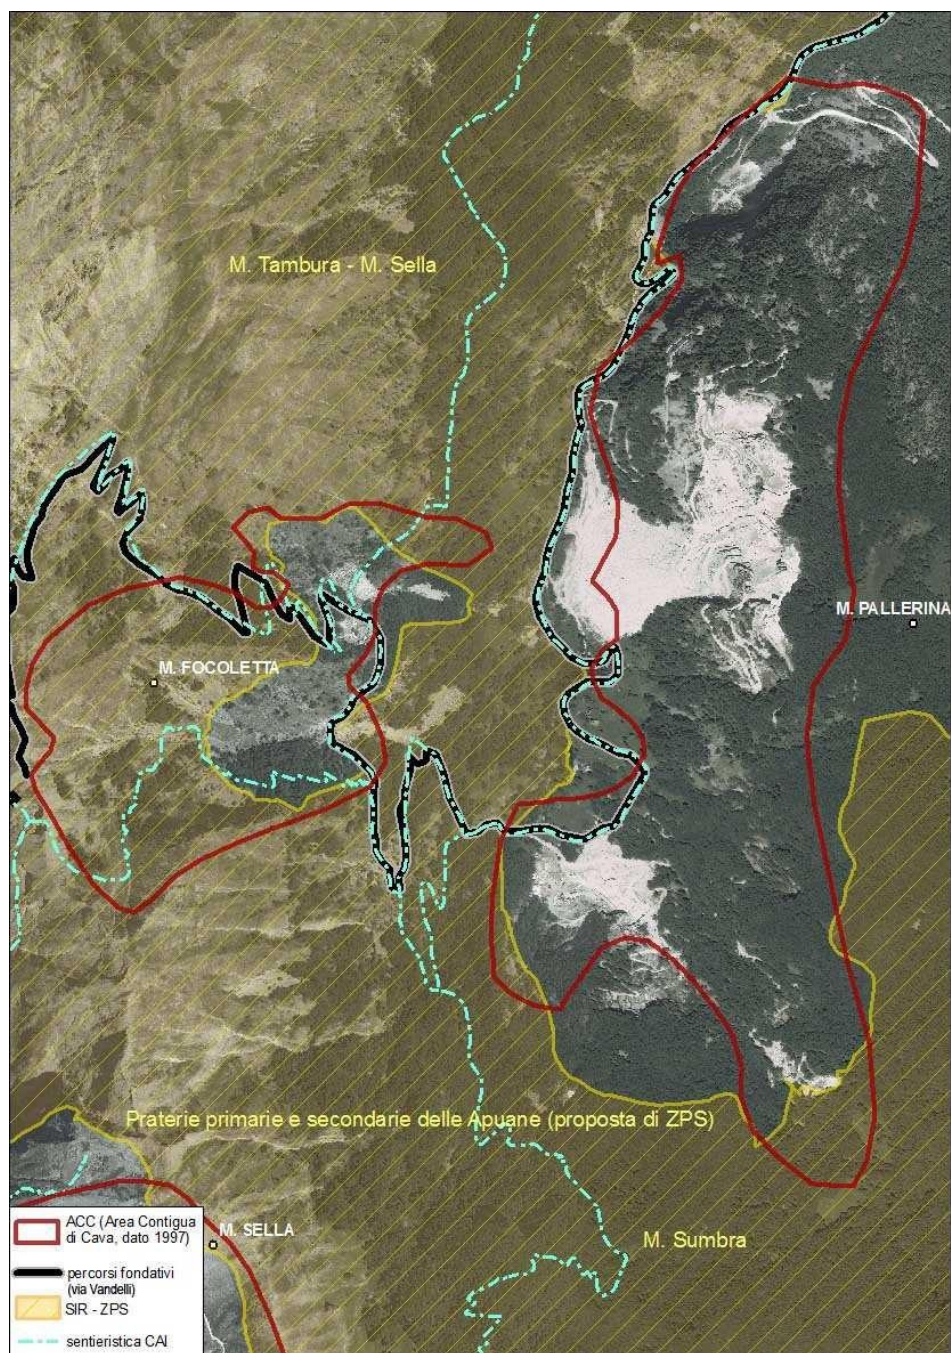 M. Tambura - M. Sella
M. PALLERINA
M. FOCOLETTA
Praterie primarie e secondarie delle Apuane (proposta di ZPS)
M. SELLA
M. Sumbra
ACC (Area Contigua
di Cava, dato 1997)
percorsi fondativi
(via Vandelli)
SIR - ZPS
sentieristica CAI